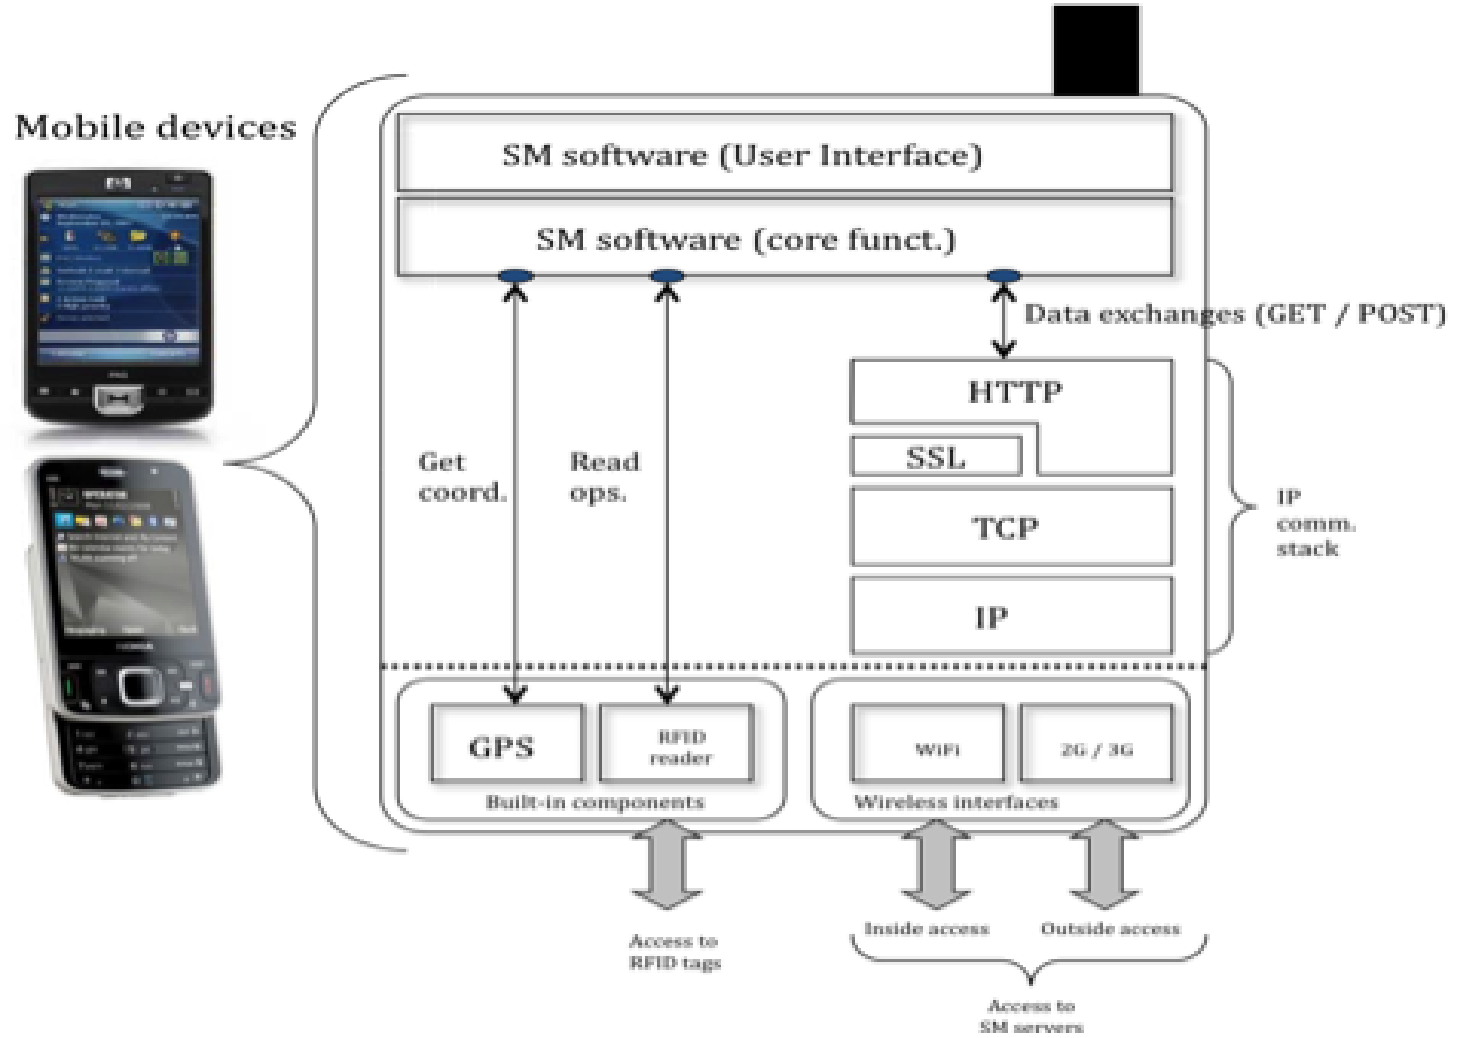 Mobile devices
SM software (User Interface)
SM software (core funct.)
Data exchanges (GET / POST)
HTTP
Get
coord.
Read
ops.
SSL
TCP
IP
IP
comm.
stack
GPS
RFID
reader
WiFi
2G / 3G
Built-in components
Wireless interfaces
Access to
RFID tags
Inside access
Outside access
Access to
SM servers